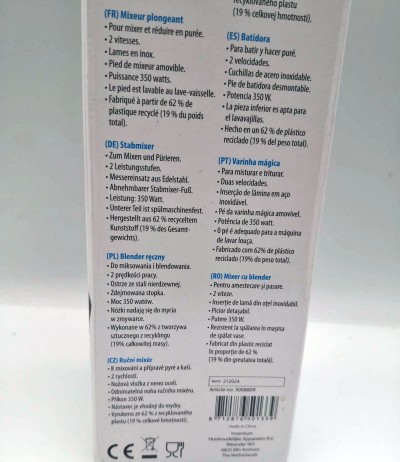 (FR) Mixeur plongeant
• Pour mixer et réduire en purée.
• 2 vitesses.
• Lames en inox.
• Pied de mixeur amovible.
• Puissance 350 watts.
• Le pied est lavable au lave-vaisselle.
• Fabriqué à partir de 62 % de
plastique recyclé (19 % du poids
total).
(DE) Stabmixer
• Zum Mixen und Pürieren.
• 2 Leistungsstufen.
• Messereinsatz aus Edelstahl.
• Abnehmbarer Stabmixer-Fuß.
• Leistung: 350 Watt.
• Unterer Teil ist spülmaschinenfest.
• Hergestellt aus 62 % recyceltem
Kunststoff (19 % des Gesamt-
gewichts).
(PL) Blender ręczny
• Do miksowania i blendowania.
• 2 prędkości pracy.
• Ostrze ze stali nierdzewnej.
• Zdejmowana stopka.
• Moc 350 watów.
• Nóżki nadają się do mycia
w zmywarce.
• Wykonane w 62% z tworzywa
sztucznego z recyklingu
(19% całkowitej masy).
(CZ) Ruční mixér
• K mixování a přípravě pyré a kaší.
• 2 rychlosti.
• Nožová vložka z nerez oceli.
• Odnímatelná noha ručního mixéru.
• Příkon 350 W.
• Nástavec je vhodný do myčky.
• Vyrobeno ze 62 % z recyklovaného
plastu (19 % celkové hmotnosti).
CE
recyklovaného plastu
(19 % celkovej hmotnosti).
(ES) Batidora
• Para batir y hacer puré.
• 2 velocidades.
• Cuchillas de acero inoxidable.
• Pie de batidora desmontable.
• Potencia 350 W.
• La pieza inferior es apta para
el lavavajillas.
• Hecho en un 62 % de plástico
reciclado (19 % del peso total).
(PT) Varinha mágica
• Para misturar e triturar.
• Duas velocidades.
• Inserção de lâmina em aço
inoxidável.
• Pé da varinha mágica amovível.
• Potência de 350 watt.
• O pé é adequado para a máquina
de lavar louça.
• Fabricado com 62% de plástico
reciclado (19% do peso total).
(RO) Mixer cu blender
• Pentru amestecare și pasare.
• 2 viteze.
• Inserție de lamă din oțel inoxidabil.
• Picior detașabil.
• Putere 350 W.
• Rezistent la spălarea în mașina
de spălat vase.
• Fabricat din plastic reciclat
în proporție de 62 %
(19 % din greutatea totală).
Item: 212024
Article no. 3008809
Made in China
Huishoudelijke Apparaten B.V.
The Netherlands